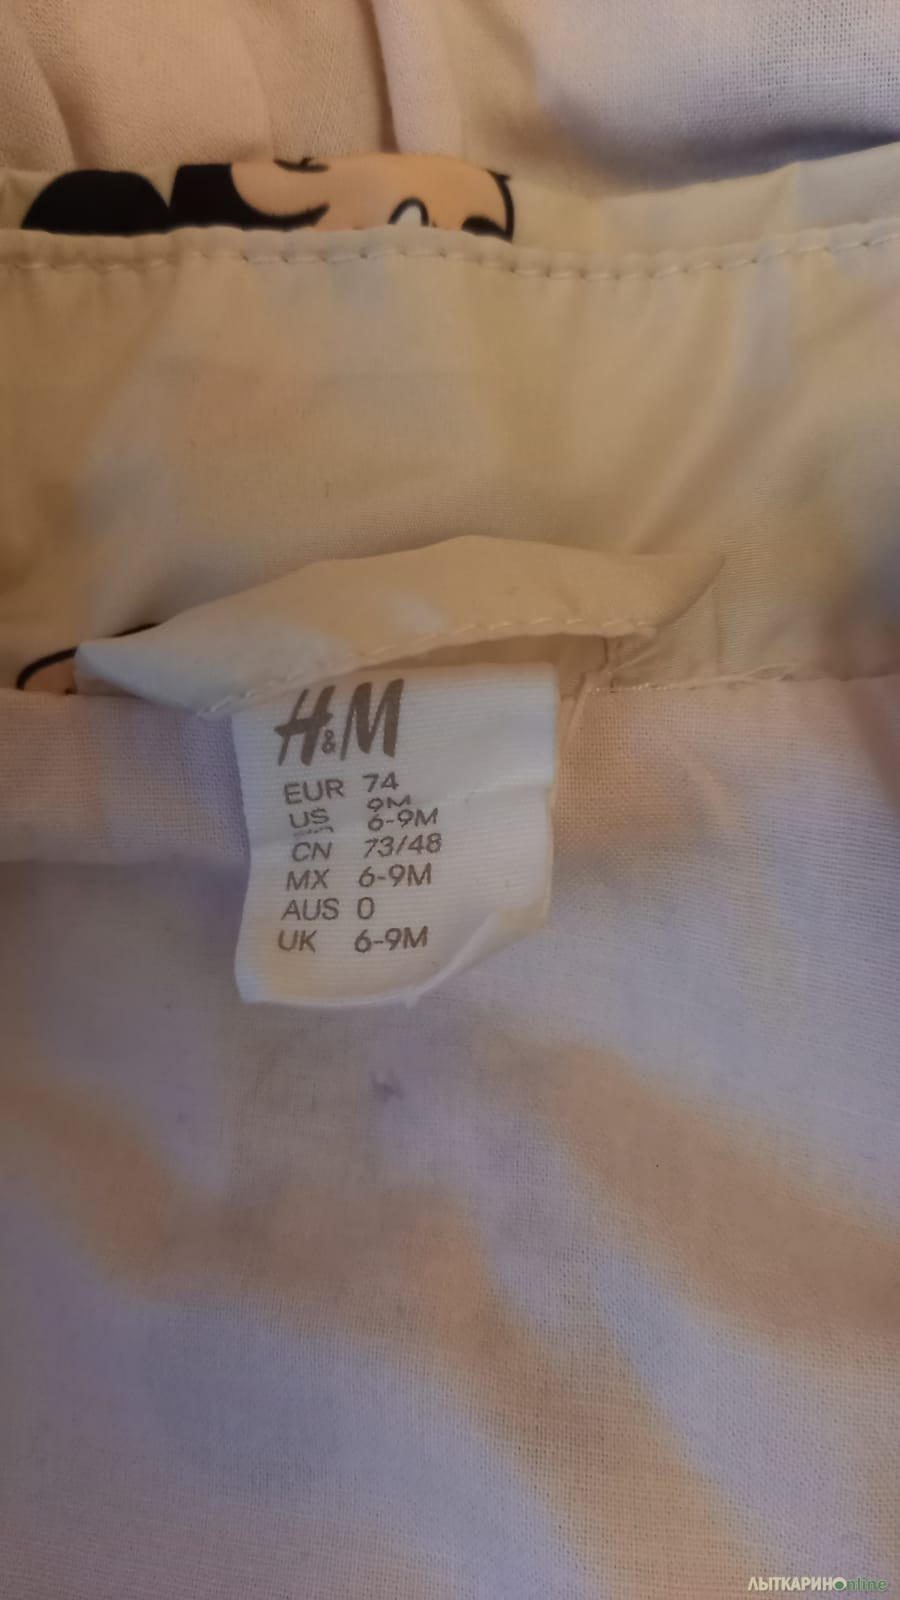 H&M
EUR 74
9M
US 6-9M
CN 73/48
MX 6-9M
AUS 0
UK 6-9M
ЛЫТКАРИНОnline